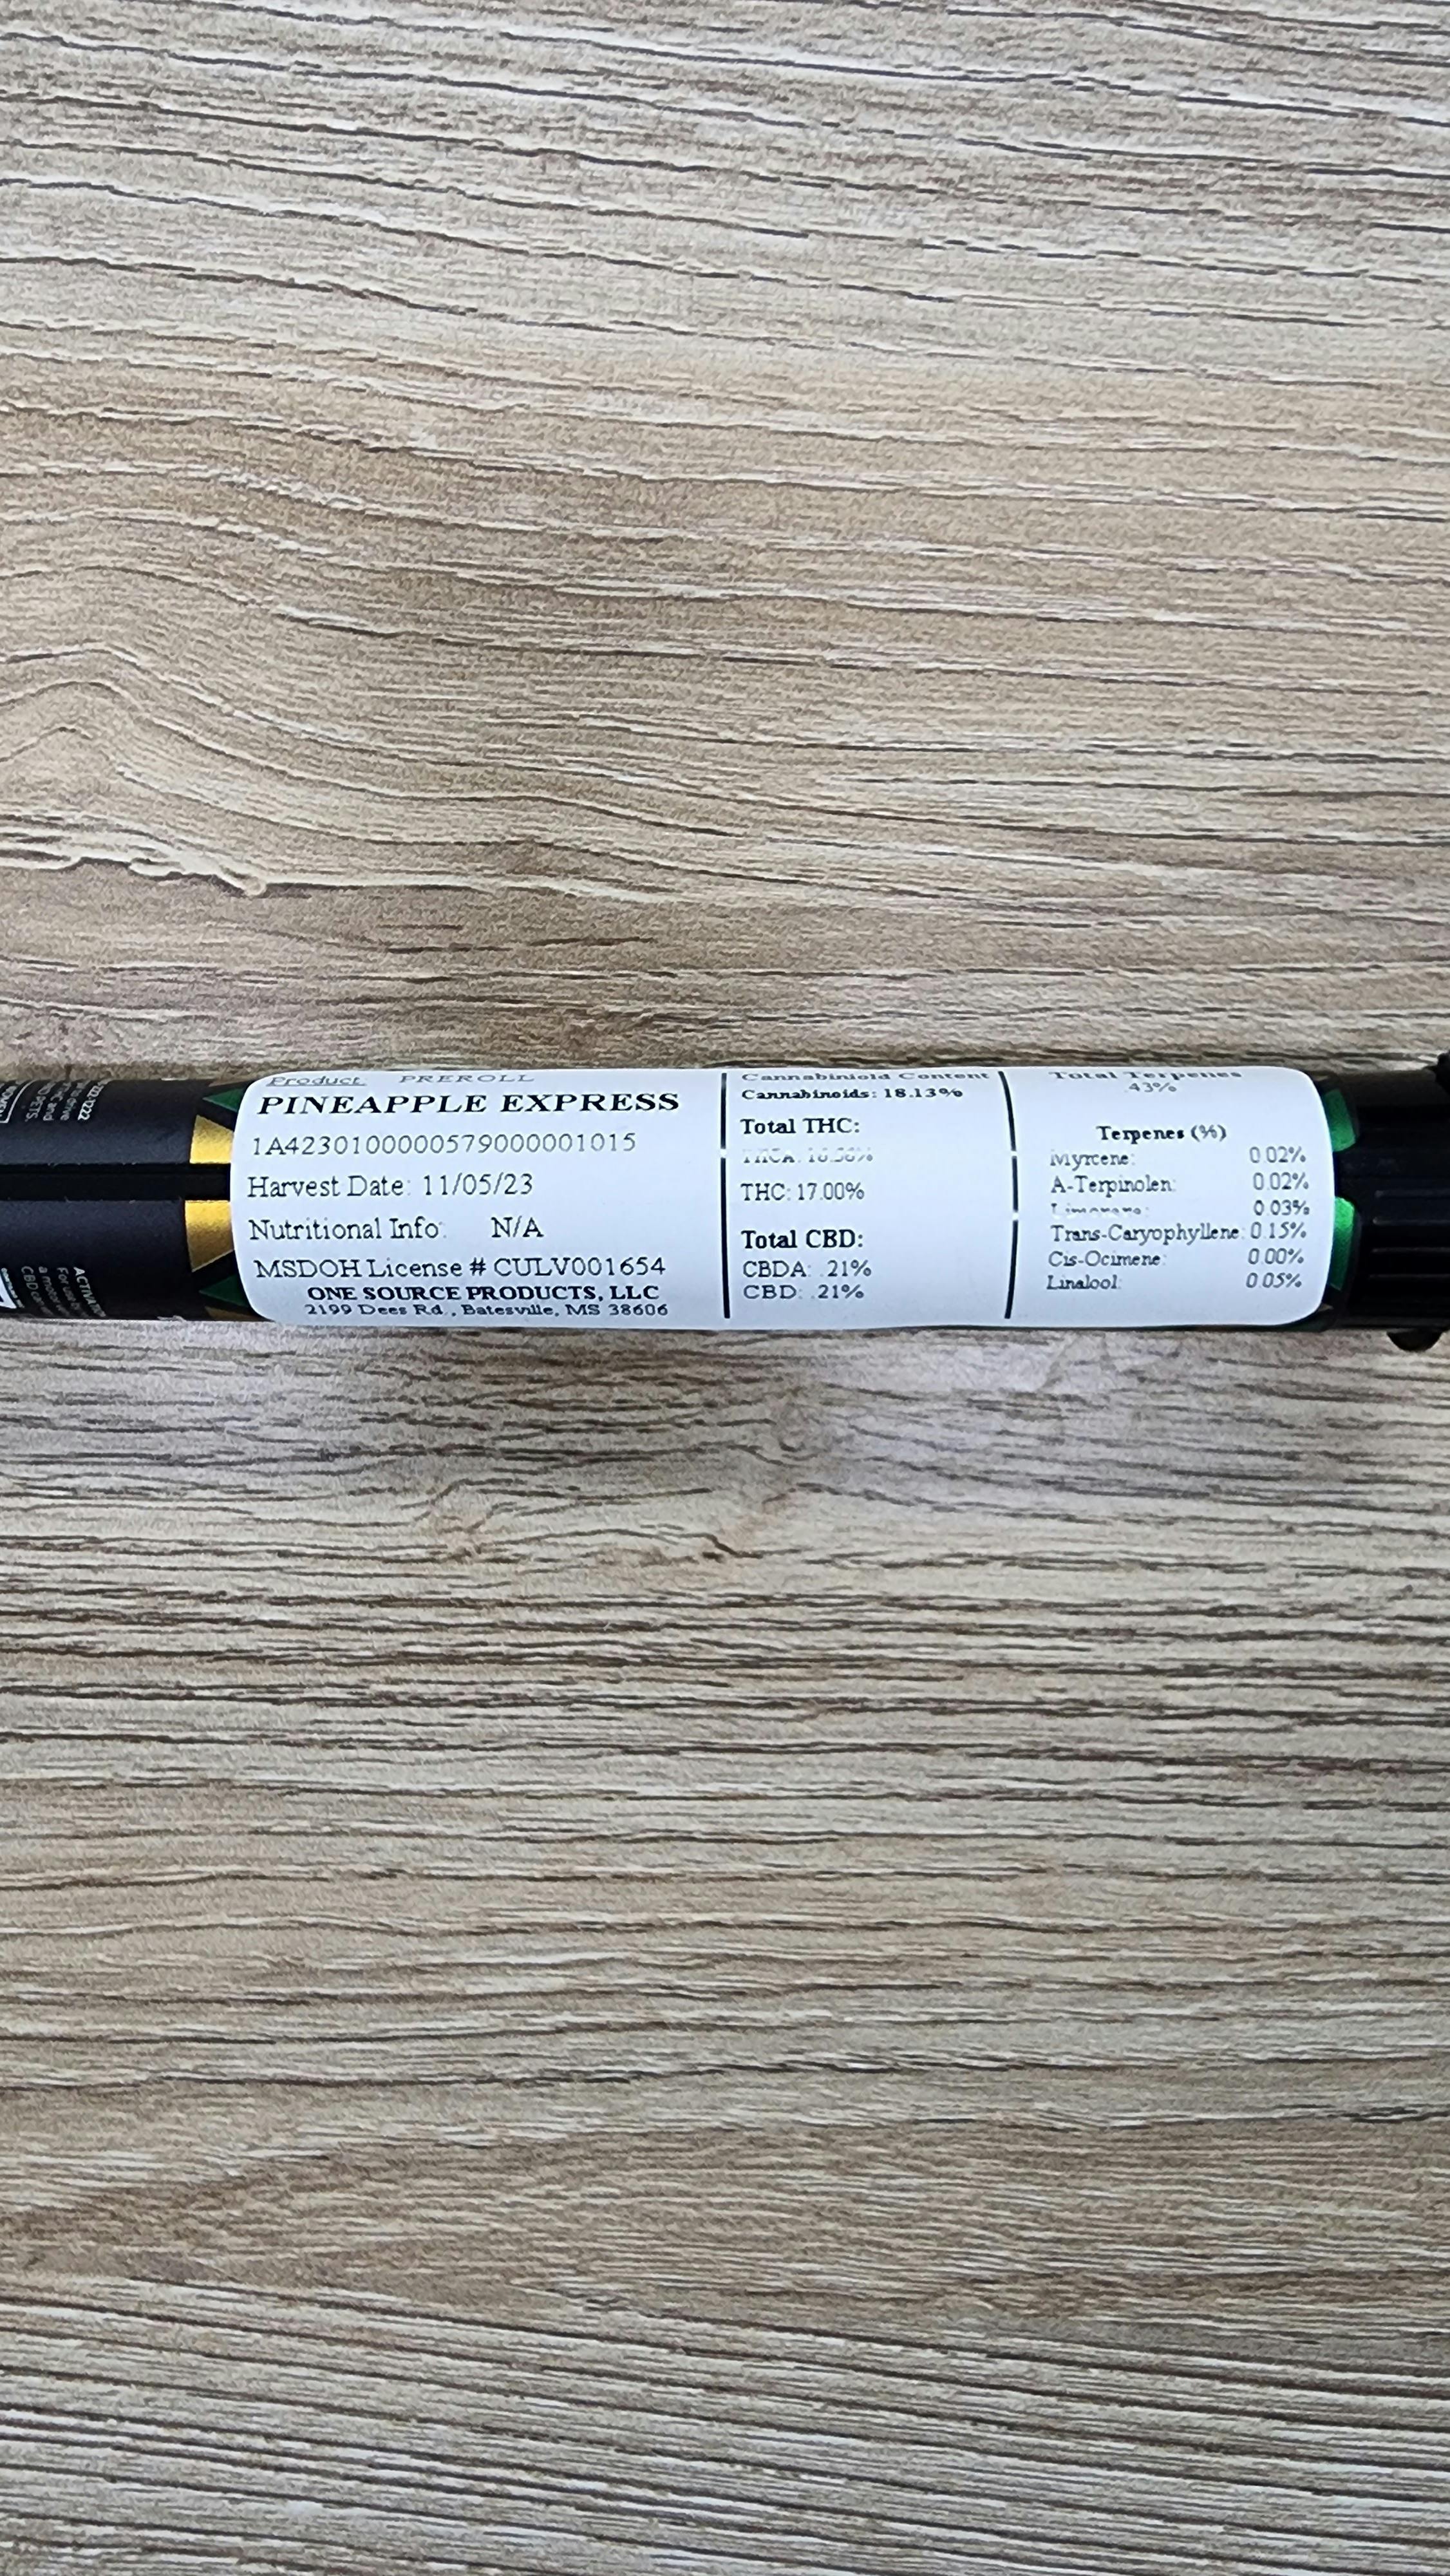 Product: PREROLL
PINEAPPLE EXPRESS
1A4230100000579000001015
Harvest Date: 11/05/23
Nutritional Info: N/A
MSDOH License # CULV001654
ONE SOURCE PRODUCTS, LLC
2199 Dees Rd., Batesville, MS 38606
Cannabinioid Content
Cannabinoids: 18.13%
Total THC:
THCA:
THC: 17.00%
Total CBD:
CBDA: .21%
CBD: .21%
Total Terpenes
.43%
Terpenes (%)
Myrcene: 0.02%
A-Terpinolen: 0.02%
0.03%
Trans-Caryophyllene: 0.15%
Cis-Ocimene: 0.00%
Linalool: 0.05%